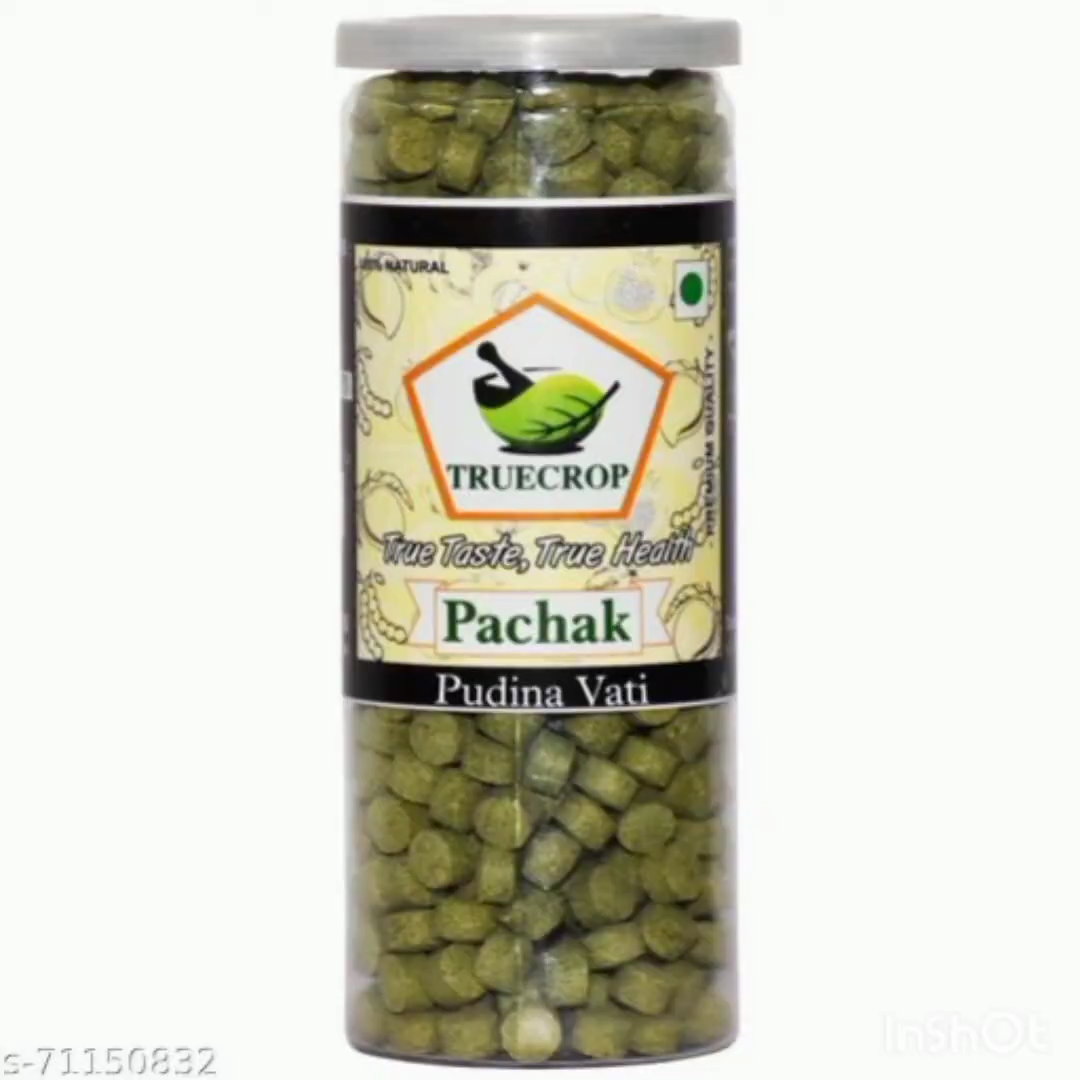 100% NATURAL
TRUECROP
True Taste, True Health
Pachak
Pudina Vati
- PREMIUM QUALITY -
s-71150832
InShOt